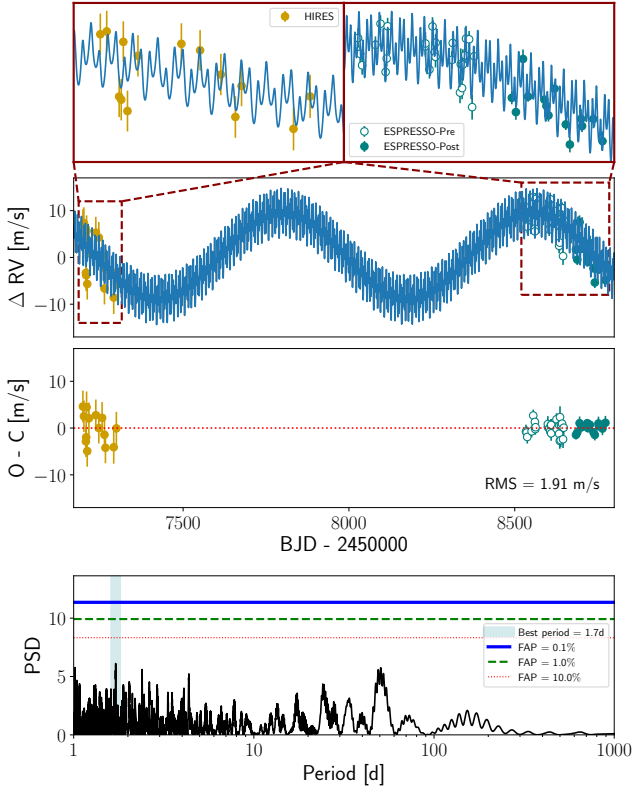 HIRES
ESPRESSO-Pre
ESPRESSO-Post
Δ RV [m/s]
10
0
−10
O - C [m/s]
10
0
−10
RMS = 1.91 m/s
7500
8000
8500
BJD - 2450000
PSD
10
5
0
Best period = 1.7d
FAP = 0.1%
FAP = 1.0%
FAP = 10.0%
1
10
100
1000
Period [d]